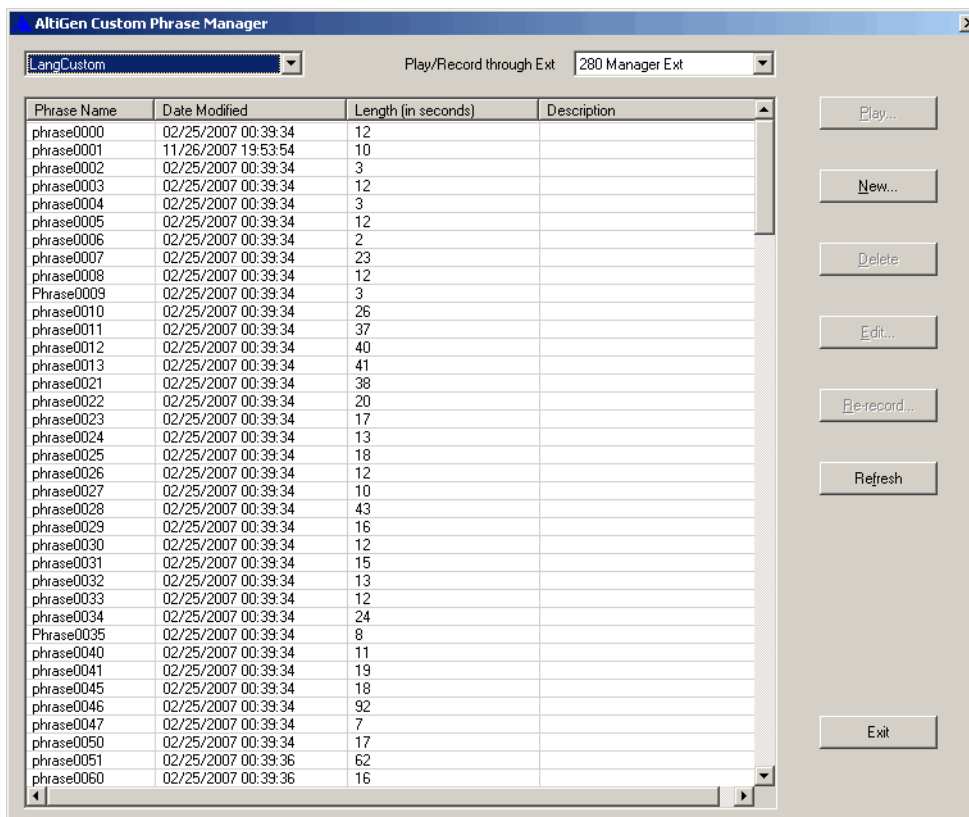 AltiGen Custom Phrase Manager
LangCustom Play/Record through Ext 280 Manager Ext
Phrase Name Date Modified Length (in seconds) Description
phrase0000 02/25/2007 00:39:34 12
phrase0001 11/26/2007 19:53:54 10
phrase0002 02/25/2007 00:39:34 3
phrase0003 02/25/2007 00:39:34 12
phrase0004 02/25/2007 00:39:34 3
phrase0005 02/25/2007 00:39:34 12
phrase0006 02/25/2007 00:39:34 2
phrase0007 02/25/2007 00:39:34 23
phrase0008 02/25/2007 00:39:34 12
Phrase0009 02/25/2007 00:39:34 3
phrase0010 02/25/2007 00:39:34 26
phrase0011 02/25/2007 00:39:34 37
phrase0012 02/25/2007 00:39:34 40
phrase0013 02/25/2007 00:39:34 41
phrase0021 02/25/2007 00:39:34 38
phrase0022 02/25/2007 00:39:34 20
phrase0023 02/25/2007 00:39:34 17
phrase0024 02/25/2007 00:39:34 13
phrase0025 02/25/2007 00:39:34 18
phrase0026 02/25/2007 00:39:34 12
phrase0027 02/25/2007 00:39:34 10
phrase0028 02/25/2007 00:39:34 43
phrase0029 02/25/2007 00:39:34 16
phrase0030 02/25/2007 00:39:34 12
phrase0031 02/25/2007 00:39:34 15
phrase0032 02/25/2007 00:39:34 13
phrase0033 02/25/2007 00:39:34 12
phrase0034 02/25/2007 00:39:34 24
Phrase0035 02/25/2007 00:39:34 8
phrase0040 02/25/2007 00:39:34 11
phrase0041 02/25/2007 00:39:34 19
phrase0045 02/25/2007 00:39:34 18
phrase0046 02/25/2007 00:39:34 92
phrase0047 02/25/2007 00:39:34 7
phrase0050 02/25/2007 00:39:34 17
phrase0051 02/25/2007 00:39:36 62
phrase0060 02/25/2007 00:39:36 16
Play...
New...
Delete
Edit...
Re-record...
Refresh
Exit